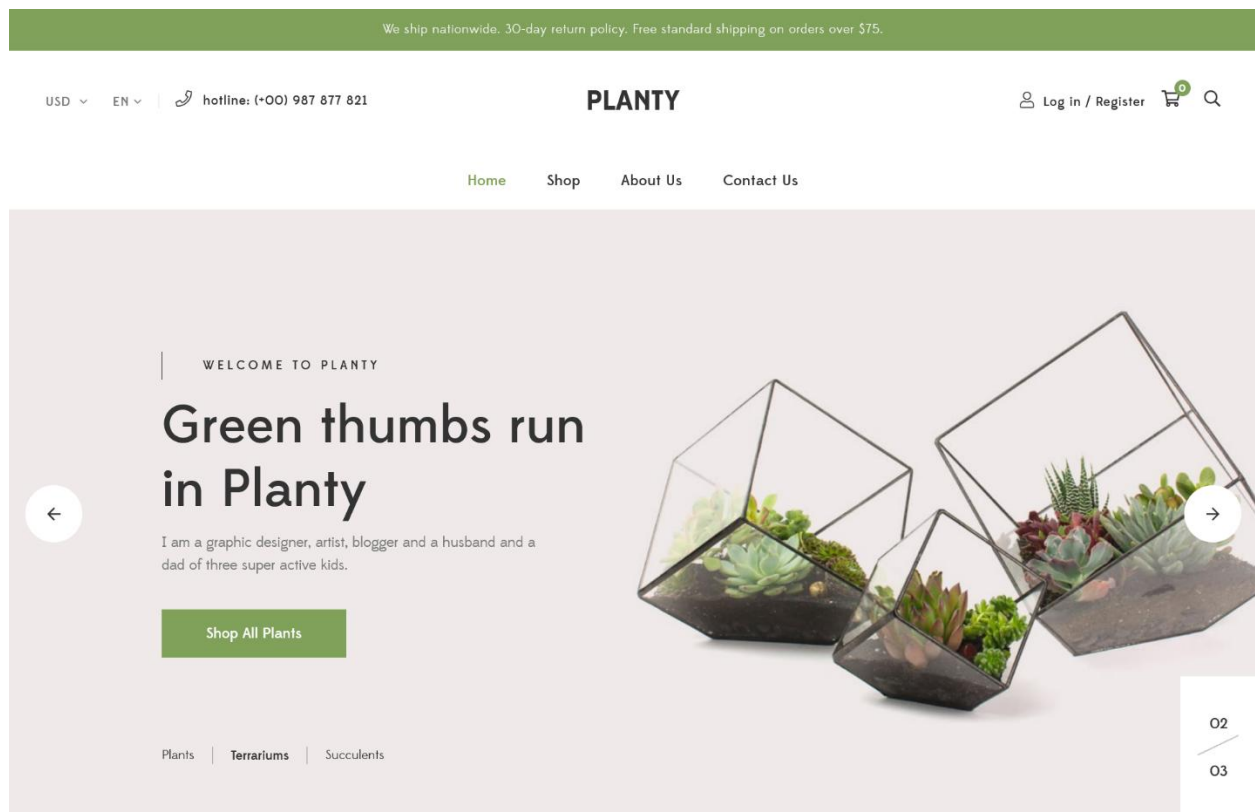 We ship nationwide. 30-day return policy. Free standard shipping on orders over $75.
USD EN hotline: (+00) 987 877 821
PLANTY
Log in / Register 0
Home Shop About Us Contact Us
WELCOME TO PLANTY
Green thumbs run
in Planty
I am a graphic designer, artist, blogger and a husband and a
dad of three super active kids.
Shop All Plants
Plants Terrariums Succulents
02
03